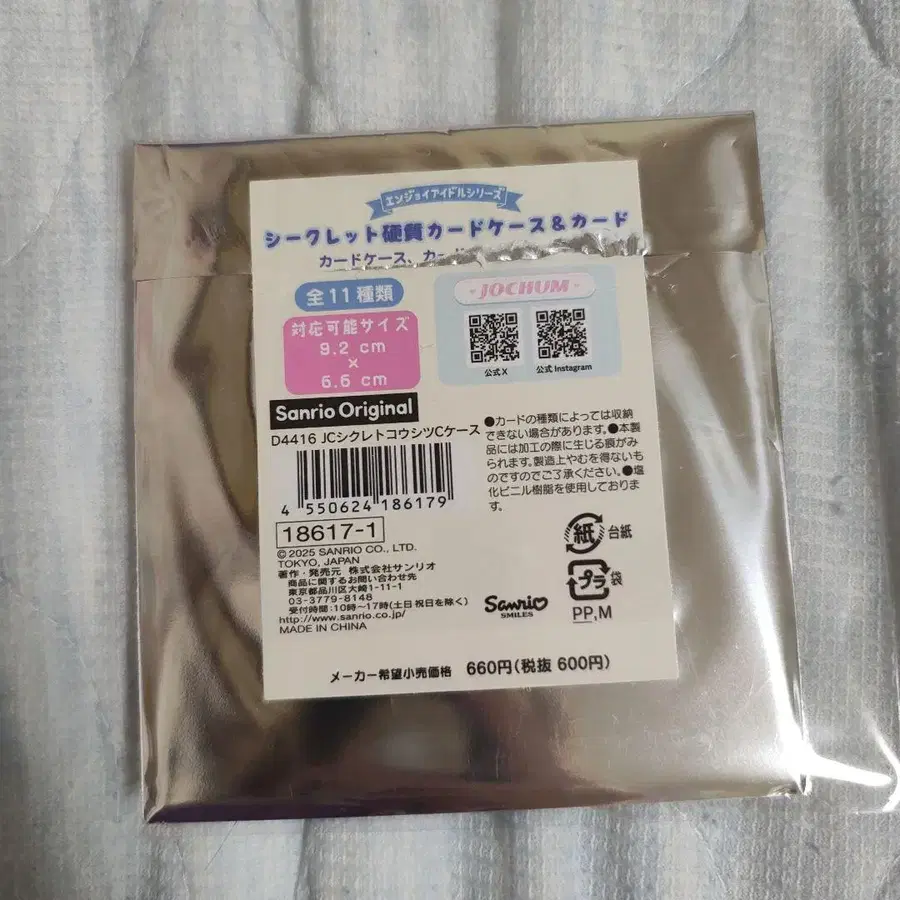 エンジョイアイドルシリーズ
シークレット硬質カードケース&カード
カードケース、カード
全11種類
対応可能サイズ
9.2 cm
×
6.6 cm
JOCHUM
公式X
公式Instagram
Sanrio Original
D4416 JCシクレトコウシツCケース
4 550624 186179
18617-1
© 2025 SANRIO CO., LTD.
TOKYO, JAPAN
著作・発売元 株式会社サンリオ
商品に関するお問い合わせ先
東京都品川区大崎1-11-1
03-3779-8148
受付時間:10時〜17時(土日祝日を除く)
http://www.sanrio.co.jp/
MADE IN CHINA
●カードの種類によっては収納
できない場合があります。●本製
品には加工の際に生じる痕がみ
られます。製造上やむを得ないも
のですのでご了承ください。●塩
化ビニル樹脂を使用しておりま
す。
紙 台紙
プラ 袋
PP,M
Sanrio
SMILES
メーカー希望小売価格 660円(税抜 600円)